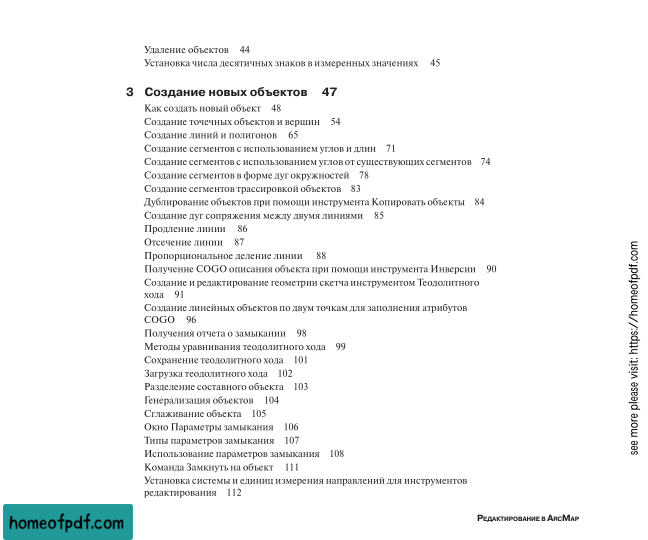 Удаление объектов 44
Установка числа десятичных знаков в измеренных значениях 45
3 Создание новых объектов 47
Как создать новый объект 48
Создание точечных объектов и вершин 54
Создание линий и полигонов 65
Создание сегментов с использованием углов и длин 71
Создание сегментов с использованием углов от существующих сегментов 74
Создание сегментов в форме дуг окружностей 78
Создание сегментов трассировкой объектов 83
Дублирование объектов при помощи инструмента Копировать объекты 84
Создание дуг сопряжения между двумя линиями 85
Продление линии 86
Отсечение линии 87
Пропорциональное деление линии 88
Получение COGO описания объекта при помощи инструмента Инверсии 90
Создание и редактирование геометрии скетча инструментом Теодолитного
хода 91
Создание линейных объектов по двум точкам для заполнения атрибутов
COGO 96
Получения отчета о замыкании 98
Методы уравнивания теодолитного хода 99
Сохранение теодолитного хода 101
Загрузка теодолитного хода 102
Разделение составного объекта 103
Генерализация объектов 104
Сглаживание объекта 105
Окно Параметры замыкания 106
Типы параметров замыкания 107
Использование параметров замыкания 108
Команда Замкнуть на объект 111
Установка системы и единиц измерения направлений для инструментов
редактирования 112
Редактирование в ArcMap
see more please visit: https://homeofpdf.com
homeofpdf.com